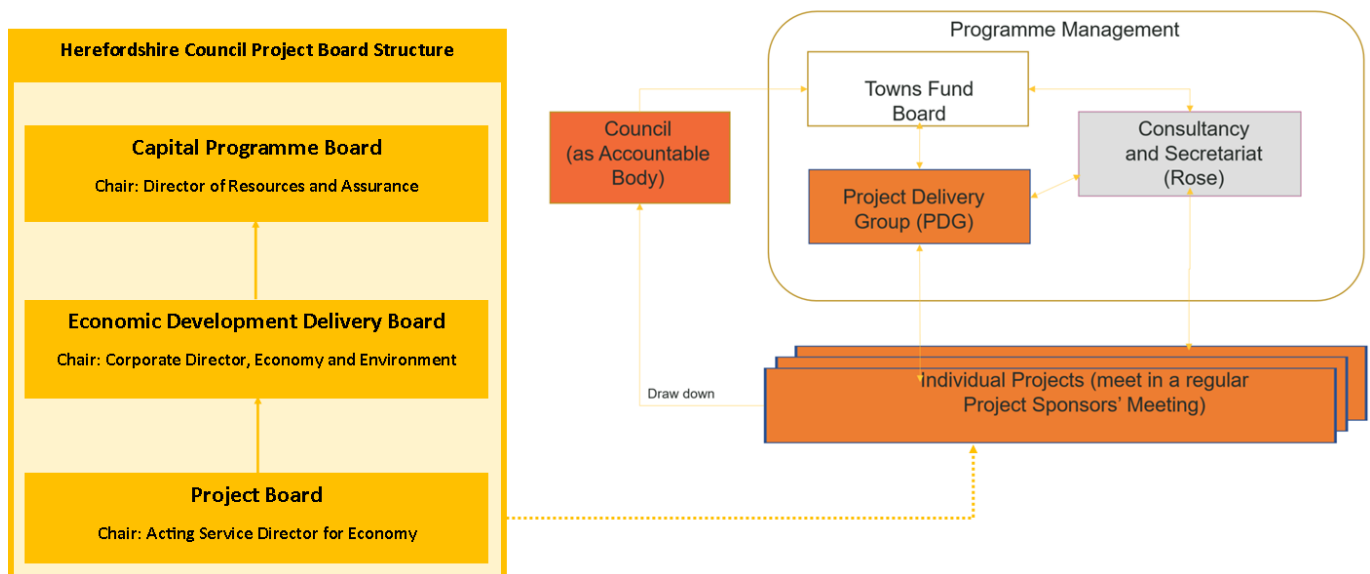 Herefordshire Council Project Board Structure
Capital Programme Board
Chair: Director of Resources and Assurance
Economic Development Delivery Board
Chair: Corporate Director, Economy and Environment
Project Board
Chair: Acting Service Director for Economy
Programme Management
Towns Fund
Board
Council
(as Accountable
Body)
Consultancy
and Secretariat
(Rose)
Project Delivery
Group (PDG)
Draw down
Individual Projects (meet in a regular
Project Sponsors’ Meeting)